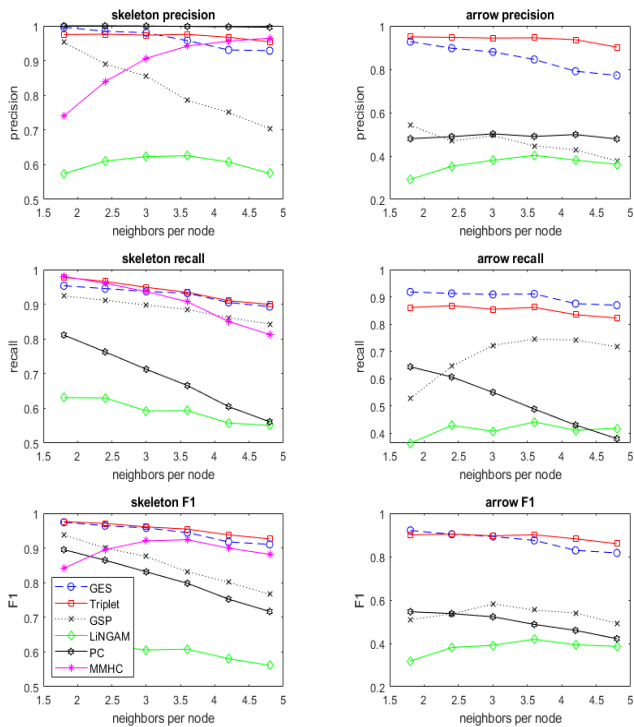 skeleton precision
precision
1
0.9
0.8
0.7
0.6
0.5
1.5 2 2.5 3 3.5 4 4.5 5
neighbors per node
arrow precision
precision
1
0.8
0.6
0.4
0.2
1.5 2 2.5 3 3.5 4 4.5 5
neighbors per node
skeleton recall
recall
1
0.9
0.8
0.7
0.6
0.5
1.5 2 2.5 3 3.5 4 4.5 5
neighbors per node
arrow recall
recall
1
0.9
0.8
0.7
0.6
0.5
0.4
1.5 2 2.5 3 3.5 4 4.5 5
neighbors per node
skeleton F1
F1
1
0.9
0.8
0.7
0.6
0.5
GES
Triplet
GSP
LiNGAM
PC
MMHC
1.5 2 2.5 3 3.5 4 4.5 5
neighbors per node
arrow F1
F1
1
0.8
0.6
0.4
0.2
1.5 2 2.5 3 3.5 4 4.5 5
neighbors per node